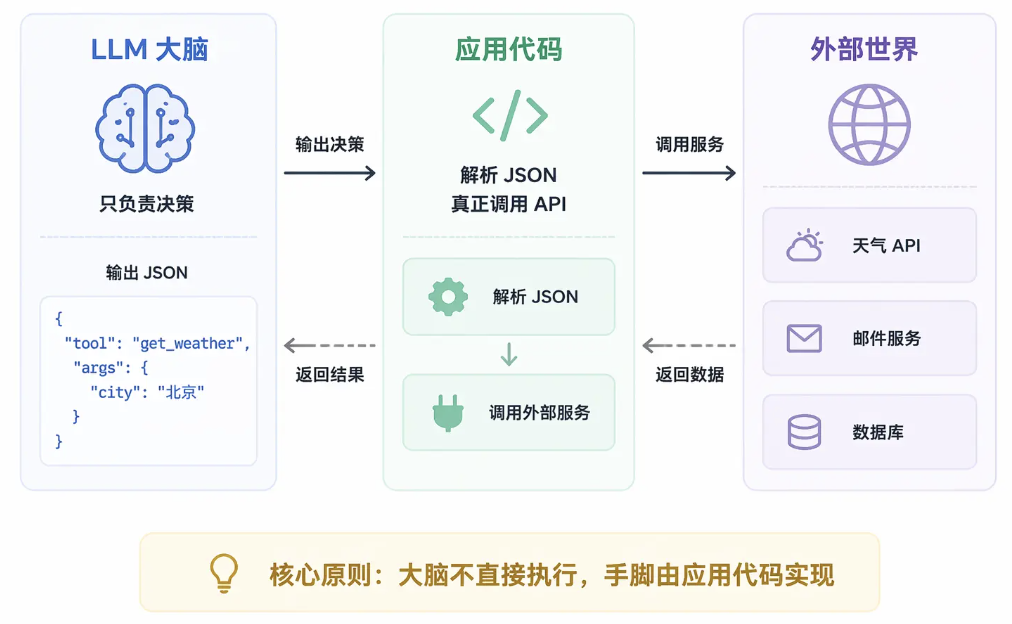 LLM 大脑
只负责决策
输出 JSON
{
"tool": "get_weather",
"args": {
"city": "北京"
}
}
输出决策
返回结果
应用代码
</>
解析 JSON
真正调用 API
解析 JSON
调用外部服务
调用服务
返回数据
外部世界
天气 API
邮件服务
数据库
核心原则：大脑不直接执行，手脚由应用代码实现